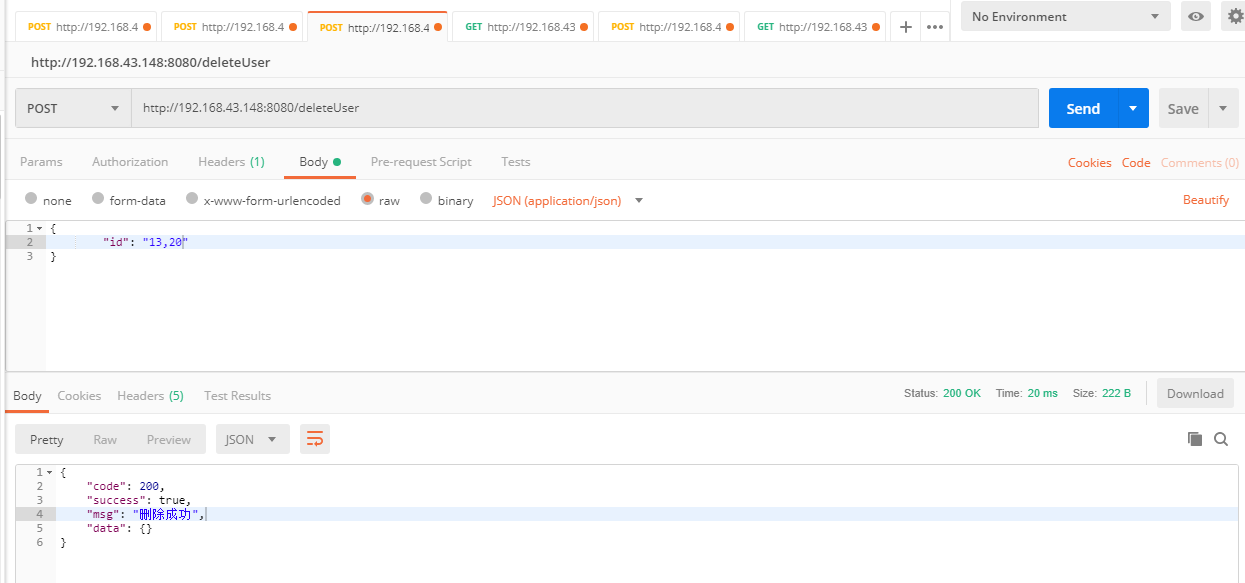 POST http://192.168.4 POST http://192.168.4 POST http://192.168.4 GET http://192.168.43 POST http://192.168.4 GET http://192.168.43 + ••• No Environment
http://192.168.43.148:8080/deleteUser
POST http://192.168.43.148:8080/deleteUser Send Save
Params Authorization Headers (1) Body Pre-request Script Tests Cookies Code Comments (0)
none form-data x-www-form-urlencoded raw binary JSON (application/json) Beautify
1 {
2 "id": "13,20"
3 }
Body Cookies Headers (5) Test Results Status: 200 OK Time: 20 ms Size: 222 B Download
Pretty Raw Preview JSON
1 {
2 "code": 200,
3 "success": true,
4 "msg": "删除成功",
5 "data": {}
6 }